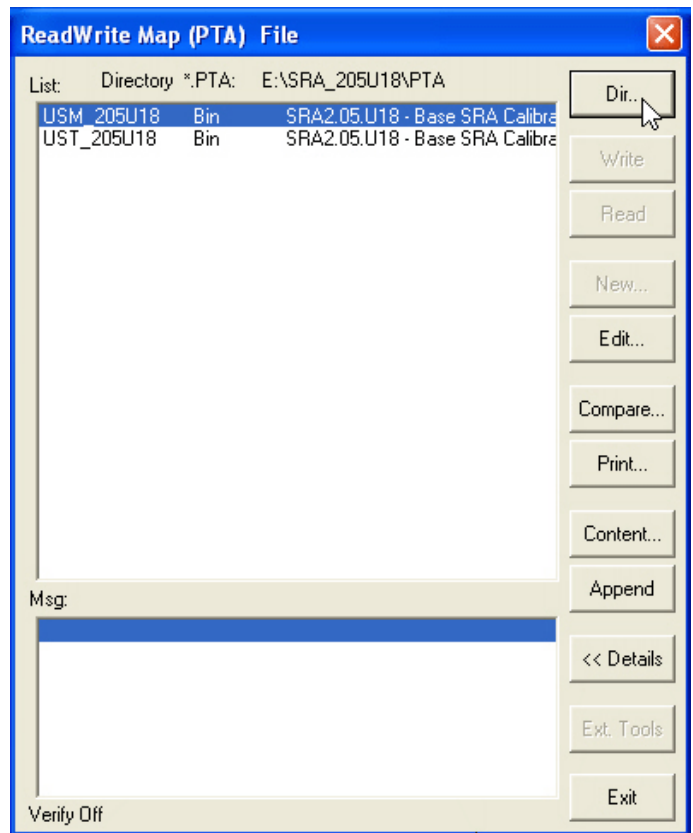 ReadWrite Map (PTA) File
List: Directory *.PTA: E:\SRA_205U18\PTA
USM_205U18 Bin SRA2.05.U18 - Base SRA Calibra
UST_205U18 Bin SRA2.05.U18 - Base SRA Calibra
Dir...
Write
Read
New...
Edit...
Compare...
Print...
Content...
Append
<< Details
Ext. Tools
Exit
Msg:
Verify Off